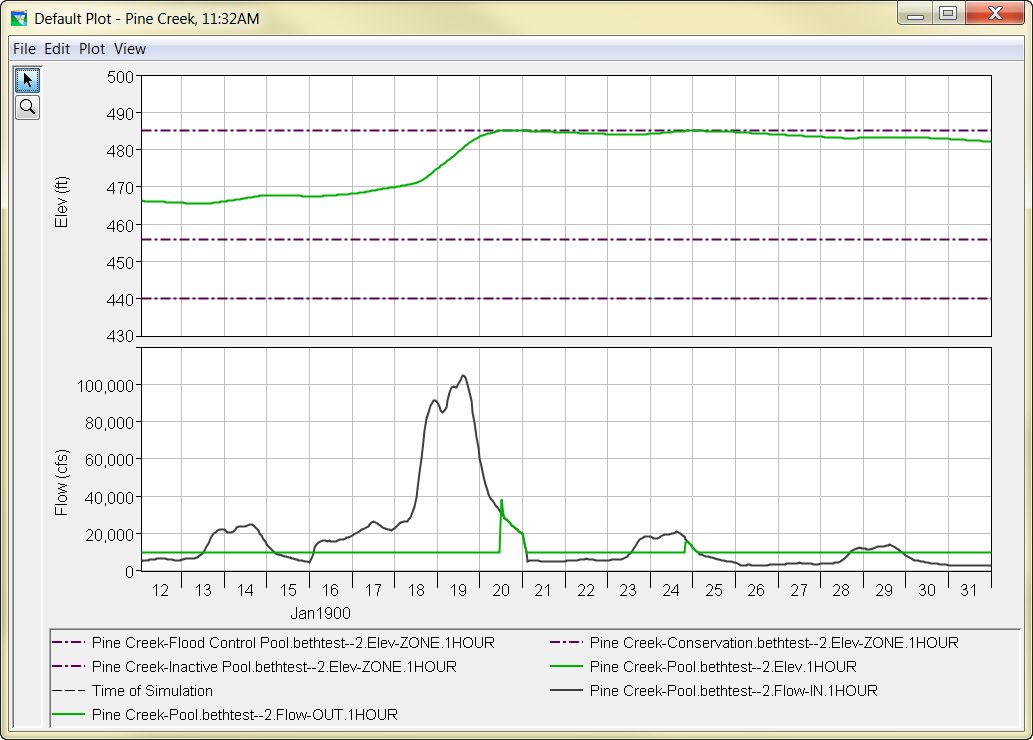 Default Plot - Pine Creek, 11:32AM
File Edit Plot View
500
490
480
470
460
450
440
430
Elev (ft)
100,000
80,000
60,000
40,000
20,000
0
Flow (cfs)
12 13 14 15 16 17 18 19 20 21 22 23 24 25 26 27 28 29 30 31
Jan1900
Pine Creek-Flood Control Pool.bethtest--2.Elev-ZONE.1HOUR
Pine Creek-Conservation.bethtest--2.Elev-ZONE.1HOUR
Pine Creek-Inactive Pool.bethtest--2.Elev-ZONE.1HOUR
Pine Creek-Pool.bethtest--2.Elev.1HOUR
Time of Simulation
Pine Creek-Pool.bethtest--2.Flow-IN.1HOUR
Pine Creek-Pool.bethtest--2.Flow-OUT.1HOUR